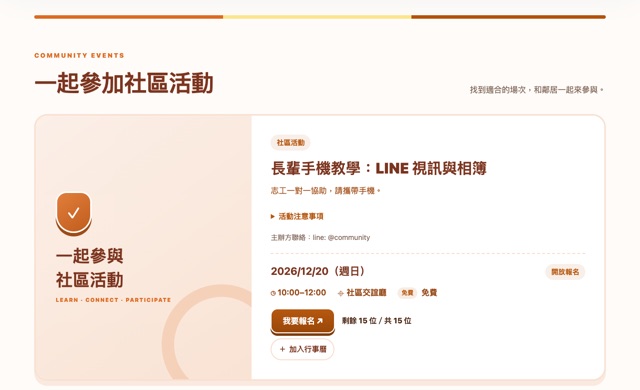 COMMUNITY EVENTS
一起參加社區活動
找到適合的場次，和鄰居一起來參與。
一起參與
社區活動
LEARN · CONNECT · PARTICIPATE
社區活動
長輩手機教學：LINE 視訊與相簿
志工一對一協助，請攜帶手機。
▶ 活動注意事項
主辦方聯絡：line: @community
2026/12/20（週日）
開放報名
10:00–12:00 社區交誼廳 免費 免費
我要報名 ↗ 剩餘 15 位 / 共 15 位
＋ 加入行事曆